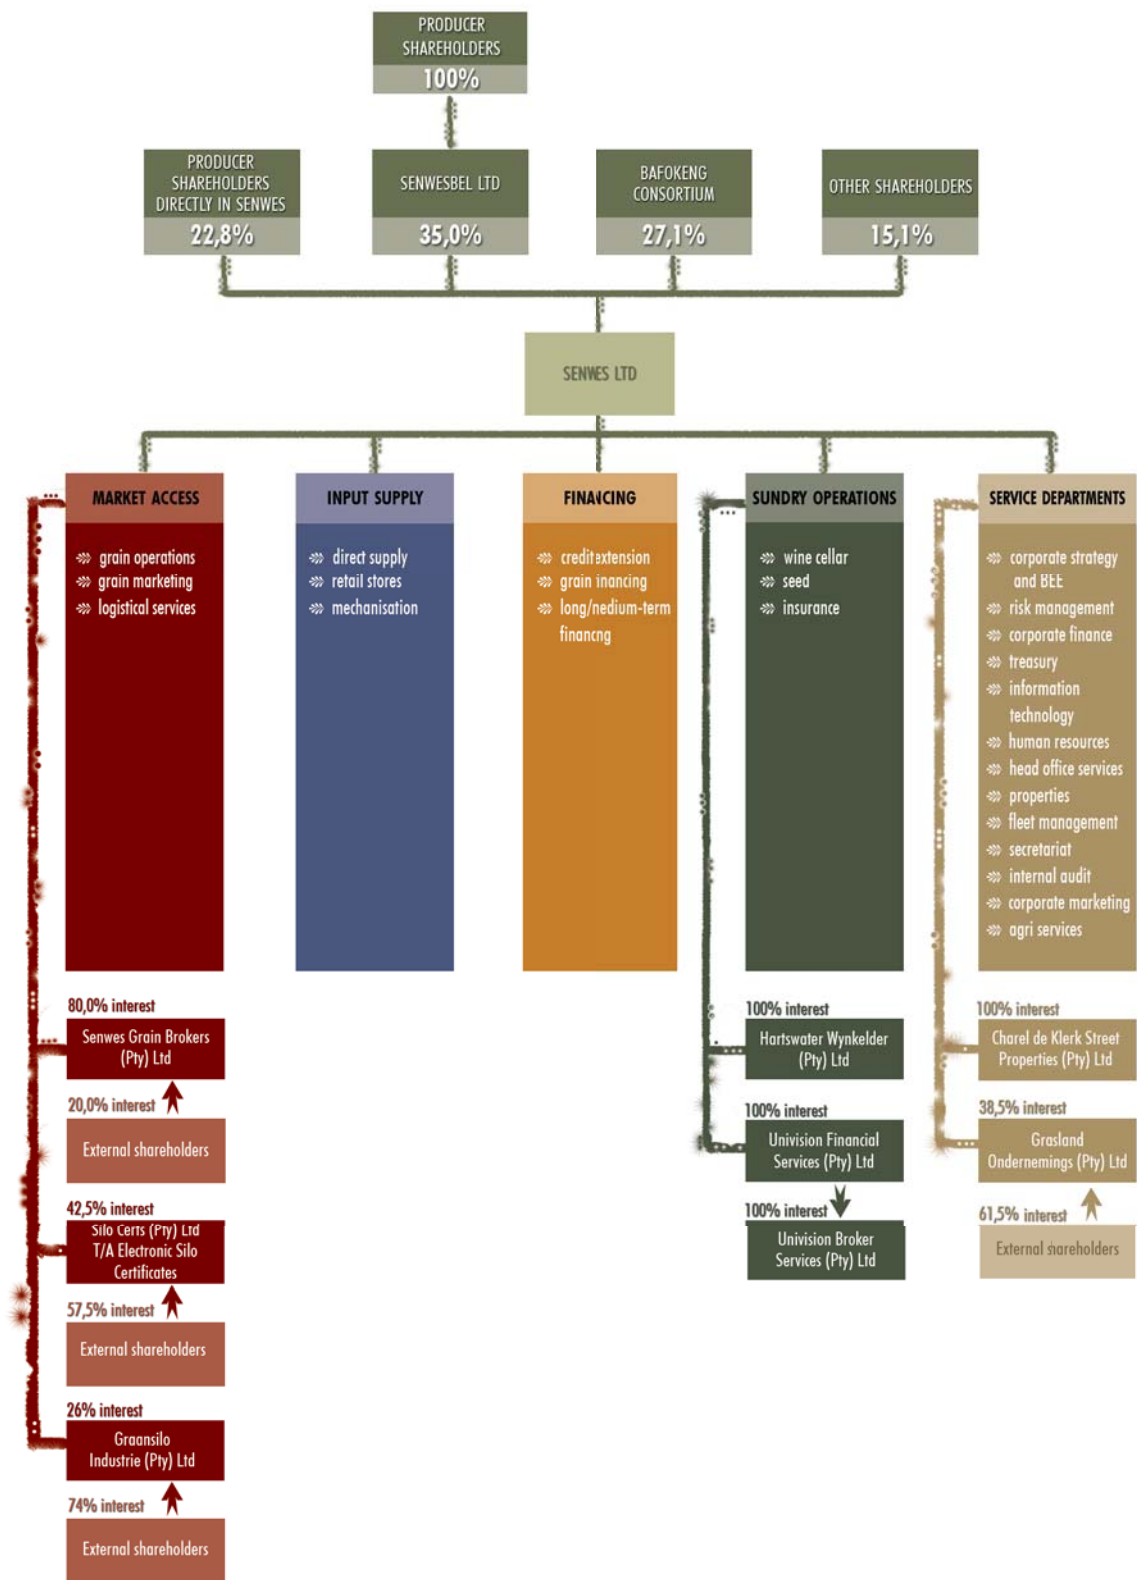 PRODUCER
SHAREHOLDERS
100%
PRODUCER
SHAREHOLDERS
DIRECTLY IN SENWES
22,8%
SENWESBEL LTD
35,0%
BAFOKENG
CONSORTIUM
27,1%
OTHER SHAREHOLDERS
15,1%
SENWES LTD
MARKET ACCESS
grain operations
grain marketing
logistical services
INPUT SUPPLY
direct supply
retail stores
mechanisation
FINANCING
credit extension
grain inancing
long/nedium-term
financng
SUNDRY OPERATIONS
wine cellar
seed
insurance
SERVICE DEPARTMENTS
corporate strategy
and BEE
risk management
corporate finance
treasury
information
technology
human resources
head office services
properties
fleet management
secretariat
internal audit
corporate marketing
agri services
80,0% interest
Senwes Grain Brokers
(Pty) Ltd
20,0% interest
External shareholders
42,5% interest
Silo Certs (Pty) Ltd
T/A Electronic Silo
Certificates
57,5% interest
External shareholders
26% interest
Graansilo
Industrie (Pty) Ltd
74% interest
External shareholders
100% interest
Hartswater Wynkelder
(Pty) Ltd
100% interest
Univision Financial
Services (Pty) Ltd
100% interest
Univision Broker
Services (Pty) Ltd
100% interest
Charel de Klerk Street
Properties (Pty) Ltd
38,5% interest
Grasland
Ondernemings (Pty) Ltd
61,5% interest
External shareholders